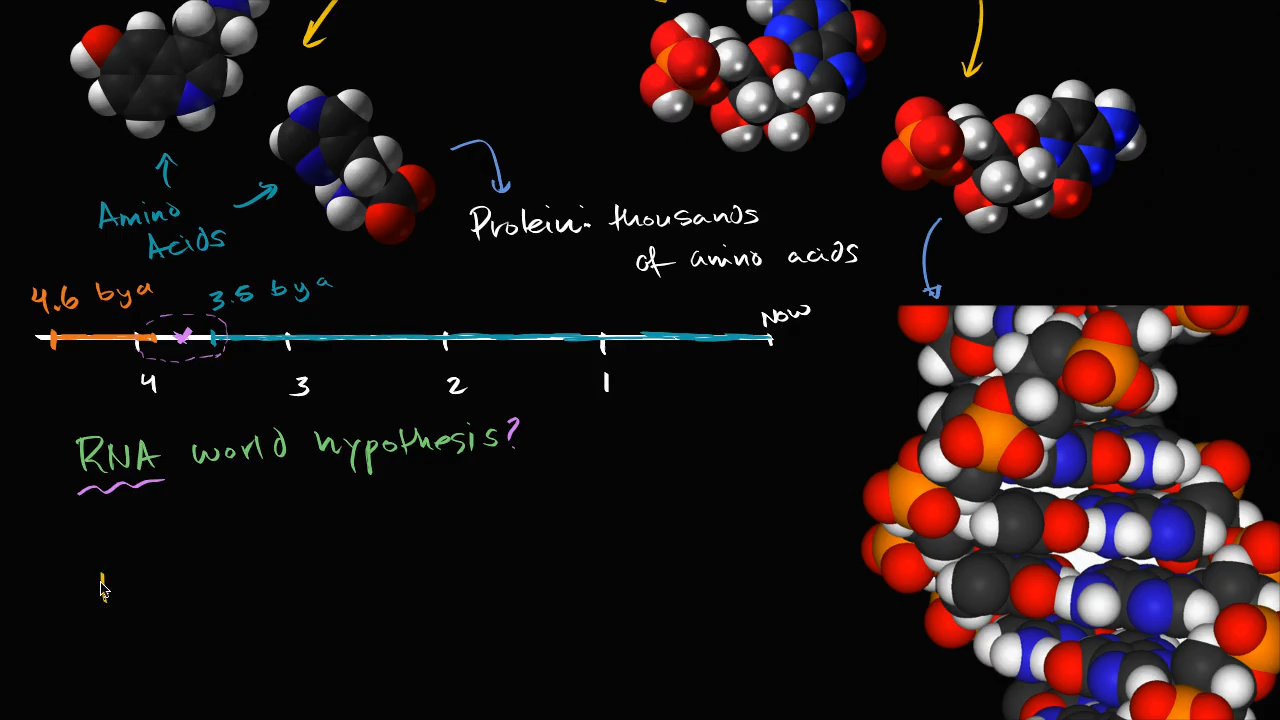 Amino
Acids
Protein: thousands
of amino acids
4.6 bya
3.5 bya
NOW
4
3
2
1
RNA world hypothesis?